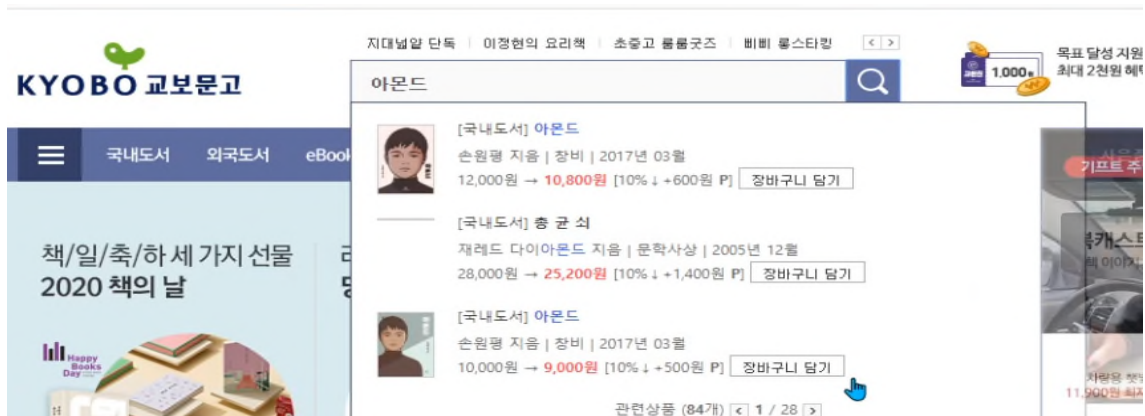 지대넓얕 단독 | 이정현의 요리책 | 초중고 룸룸굿즈 | 삐삐 롱스타킹 < >
KYOBO 교보문고
아몬드
1,000원
목표 달성 지원
최대 2천원 혜택
국내도서 외국도서 eBook
[국내도서] 아몬드
손원평 지음 | 창비 | 2017년 03월
12,000원 → 10,800원 [10%↓ +600원 P] 장바구니 담기
[국내도서] 총 균 쇠
재레드 다이아몬드 지음 | 문학사상 | 2005년 12월
28,000원 → 25,200원 [10%↓ +1,400원 P] 장바구니 담기
[국내도서] 아몬드
손원평 지음 | 창비 | 2017년 03월
10,000원 → 9,000원 [10%↓ +500원 P] 장바구니 담기
관련상품 (84개) < 1 / 28 >
책/일/축/하 세 가지 선물
2020 책의 날
Happy
Books
Day
기프트 주
북캐스트
책 이야기
차량용 햇빛
11,900원 최저